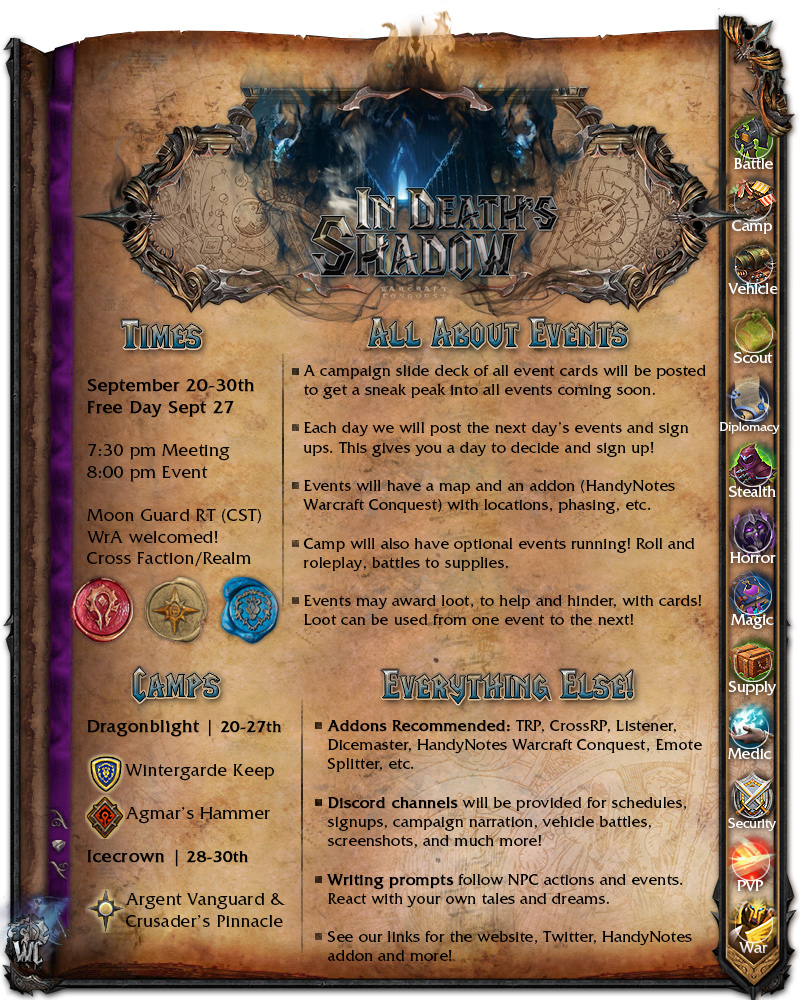 In Death's
Shadow
Warcraft
Conquest
Times
September 20-30th
Free Day Sept 27
7:30 pm Meeting
8:00 pm Event
Moon Guard RT (CST)
WrA welcomed!
Cross Faction/Realm
All About Events
A campaign slide deck of all event cards will be posted
to get a sneak peak into all events coming soon.
Each day we will post the next day's events and sign
ups. This gives you a day to decide and sign up!
Events will have a map and an addon (HandyNotes
Warcraft Conquest) with locations, phasing, etc.
Camp will also have optional events running! Roll and
roleplay, battles to supplies.
Events may award loot, to help and hinder, with cards!
Loot can be used from one event to the next!
Camps
Dragonblight | 20-27th
Wintergarde Keep
Agmar's Hammer
Icecrown | 28-30th
Argent Vanguard &
Crusader's Pinnacle
Everything Else!
Addons Recommended: TRP, CrossRP, Listener,
Dicemaster, HandyNotes Warcraft Conquest, Emote
Splitter, etc.
Discord channels will be provided for schedules,
signups, campaign narration, vehicle battles,
screenshots, and much more!
Writing prompts follow NPC actions and events.
React with your own tales and dreams.
See our links for the website, Twitter, HandyNotes
addon and more!
Battle
Camp
Vehicle
Scout
Diplomacy
Stealth
Horror
Magic
Supply
Medic
Security
PVP
War
WC